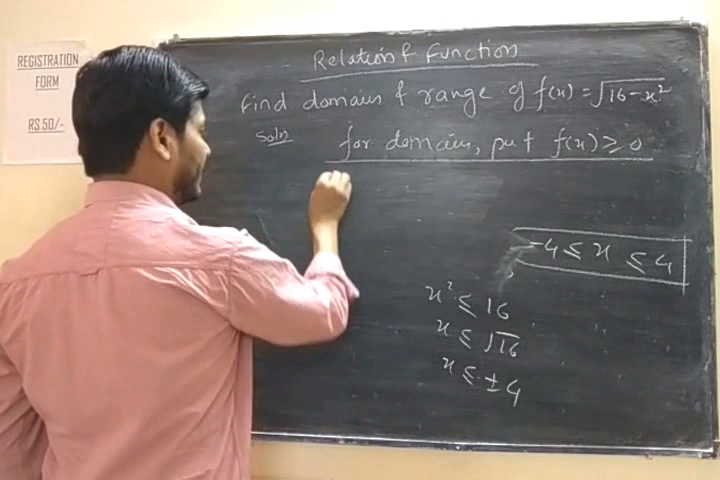 REGISTRATION
FORM
RS.50/-
Relation & Function
Find domain & range of f(x) = √16-x²
Soln
for domain, put f(x) ≥ 0
-4 ≤ x ≤ 4
x² ≤ 16
x ≤ √16
x ≤ ±4